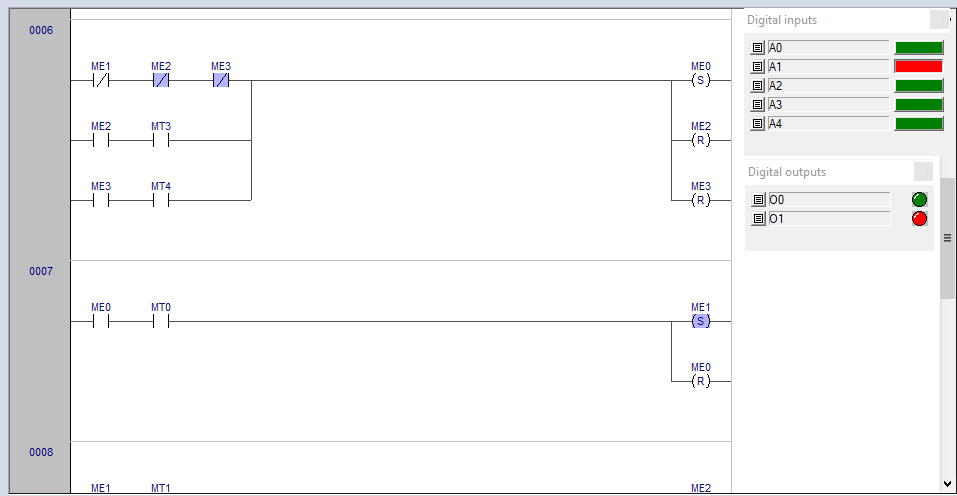 0006
ME1 ME2 ME3 ME0
S
ME2 MT3 ME2
R
ME3 MT4 ME3
R
0007
ME0 MT0 ME1
S
ME0
R
0008
ME1 MT1 ME2
Digital inputs
A0
A1
A2
A3
A4
Digital outputs
O0
O1